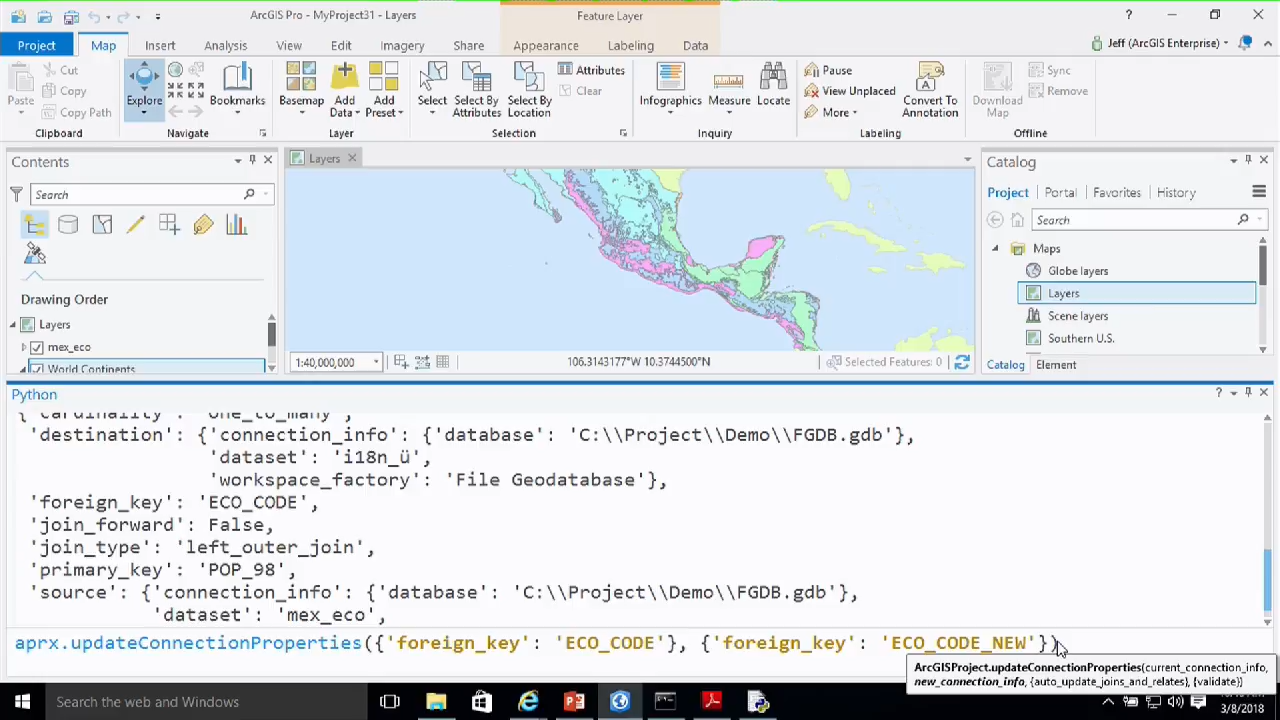 ArcGIS Pro - MyProject31 - Layers
Feature Layer
?
Project Map Insert Analysis View Edit Imagery Share Appearance Labeling Data
Jeff (ArcGIS Enterprise)
Paste
Cut
Copy
Copy Path
Clipboard
Explore
Bookmarks
Navigate
Basemap
Add Data
Add Preset
Layer
Select
Select By Attributes
Select By Location
Attributes
Clear
Selection
Infographics
Measure
Locate
Inquiry
Pause
View Unplaced
More
Convert To Annotation
Labeling
Download Map
Sync
Remove
Offline
Contents
Search
Drawing Order
Layers
mex_eco
World Continents
Layers
1:40,000,000
106.3143177°W 10.3744500°N
Selected Features: 0
Catalog
Project Portal Favorites History
Search
Maps
Globe layers
Layers
Scene layers
Southern U.S.
Catalog Element
Python
?
{'cardinality': 'one_to_many',
'destination': {'connection_info': {'database': 'C:\\Project\\Demo\\FGDB.gdb'},
'dataset': 'i18n_ü',
'workspace_factory': 'File Geodatabase'},
'foreign_key': 'ECO_CODE',
'join_forward': False,
'join_type': 'left_outer_join',
'primary_key': 'POP_98',
'source': {'connection_info': {'database': 'C:\\Project\\Demo\\FGDB.gdb'},
'dataset': 'mex_eco',
aprx.updateConnectionProperties({'foreign_key': 'ECO_CODE'}, {'foreign_key': 'ECO_CODE_NEW'})
ArcGISProject.updateConnectionProperties(current_connection_info,
new_connection_info, {auto_update_joins_and_relates}, {validate})
Search the web and Windows
3/8/2018